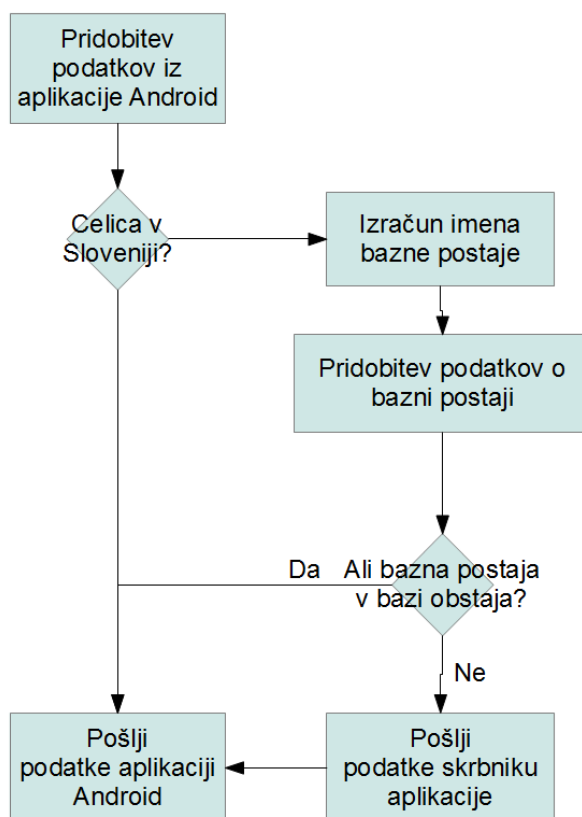 Pridobitev
podatkov iz
aplikacije Android
Celica v
Sloveniji?
Izračun imena
bazne postaje
Pridobitev podatkov o
bazni postaji
Da
Ali bazna postaja
v bazi obstaja?
Ne
Pošlji
podatke aplikaciji
Android
Pošlji
podatke skrbniku
aplikacije